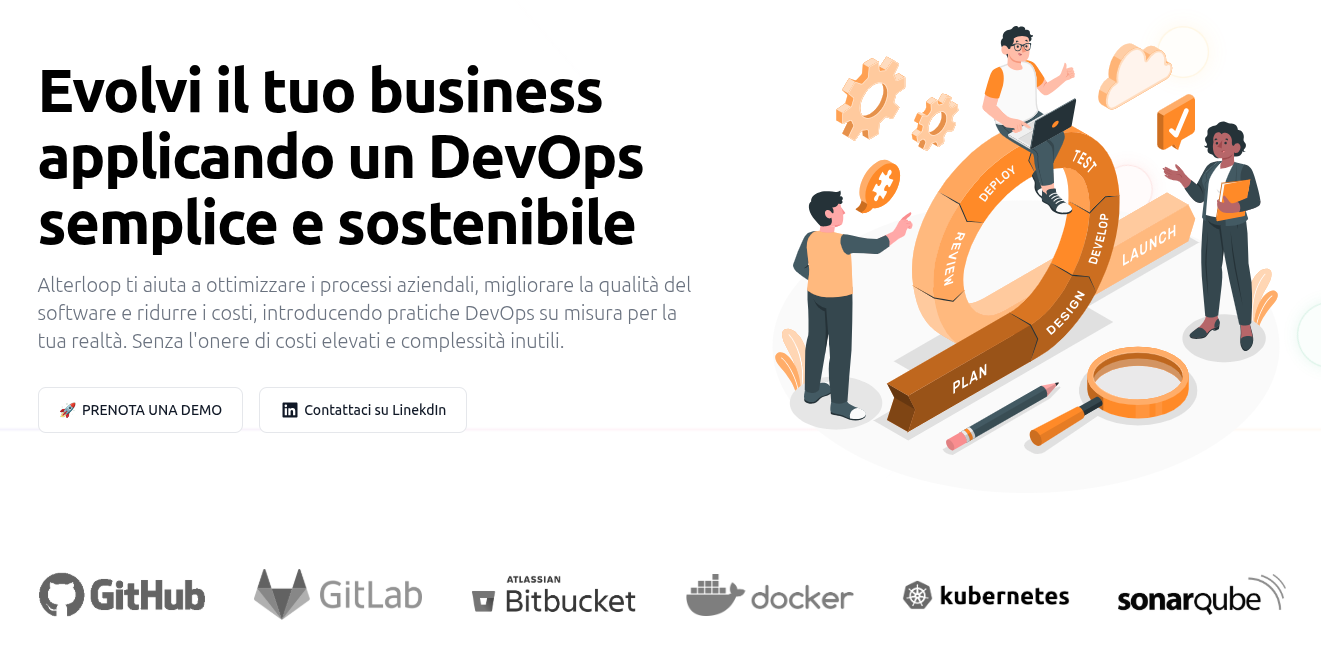 Evolvi il tuo business
applicando un DevOps
semplice e sostenibile
Alterloop ti aiuta a ottimizzare i processi aziendali, migliorare la qualità del
software e ridurre i costi, introducendo pratiche DevOps su misura per la
tua realtà. Senza l'onere di costi elevati e complessità inutili.
🚀 PRENOTA UNA DEMO
in Contattaci su LinekdIn
PLAN
DESIGN
DEVELOP
TEST
DEPLOY
REVIEW
LAUNCH
GitHub
GitLab
ATLASSIAN
Bitbucket
docker
kubernetes
sonarqube